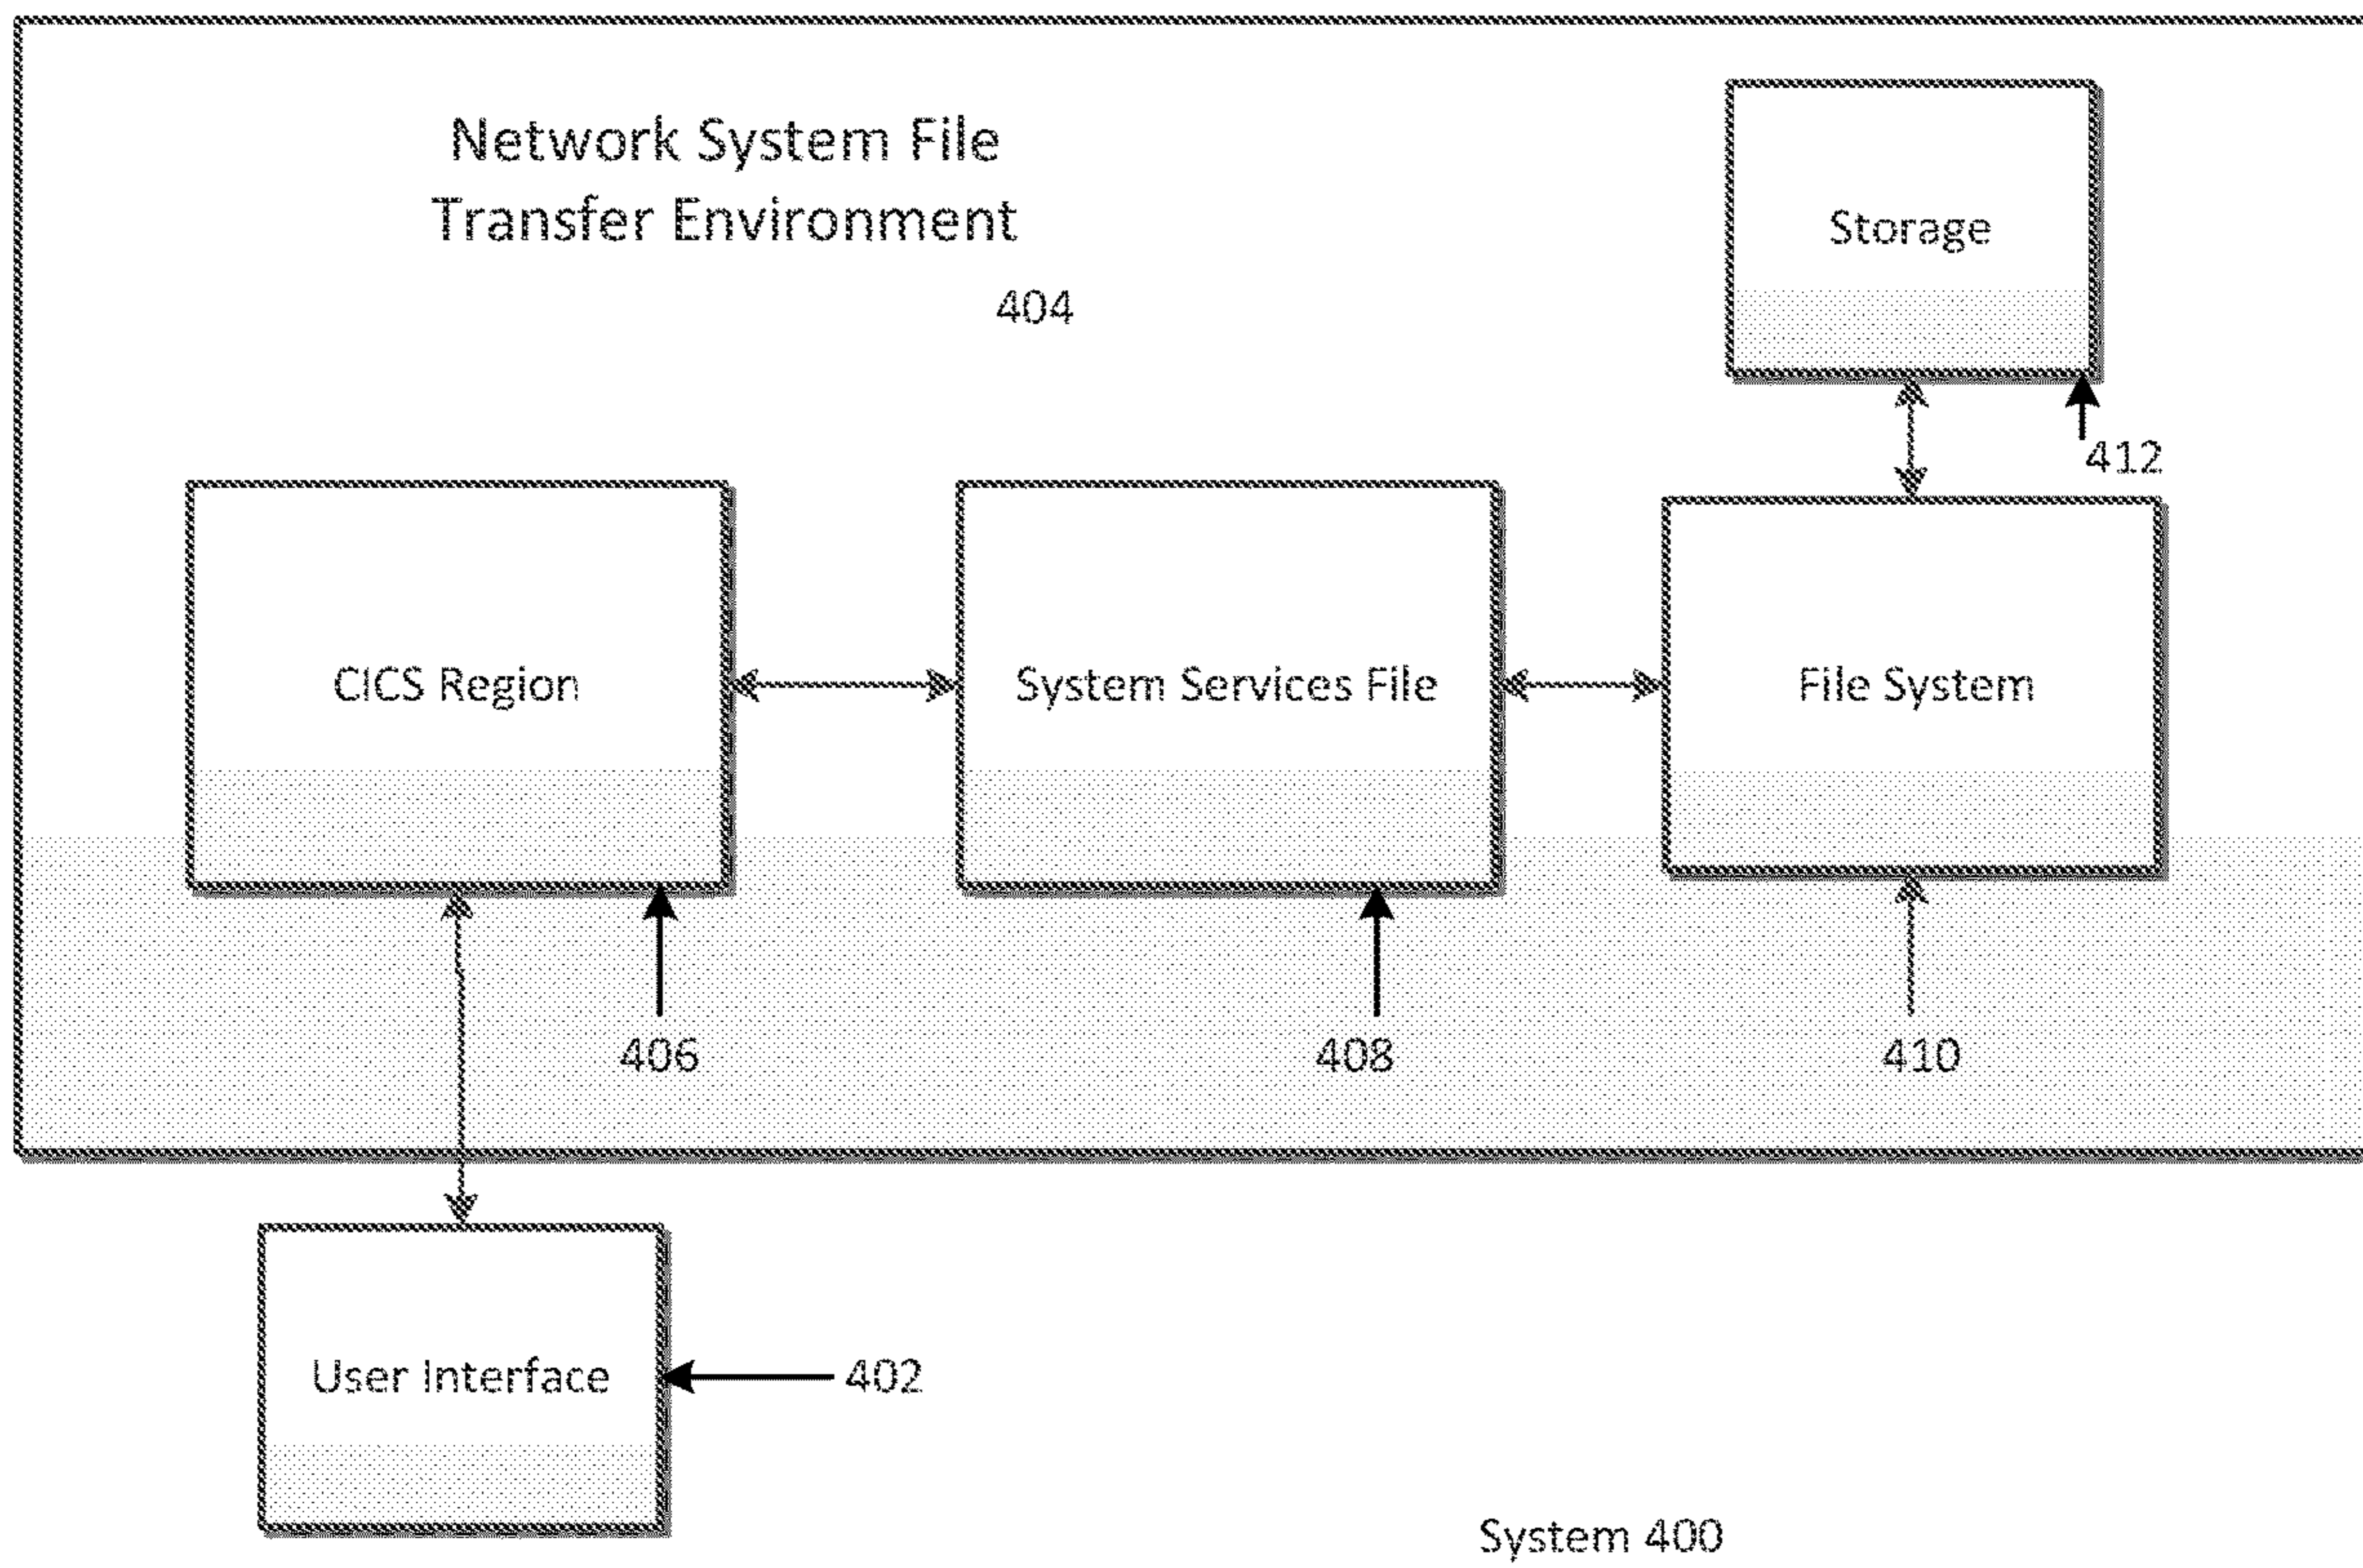 Network System File
Transfer Environment
404
Storage
412
CICS Region
System Services File
File System
406
408
410
User Interface
402
System 400